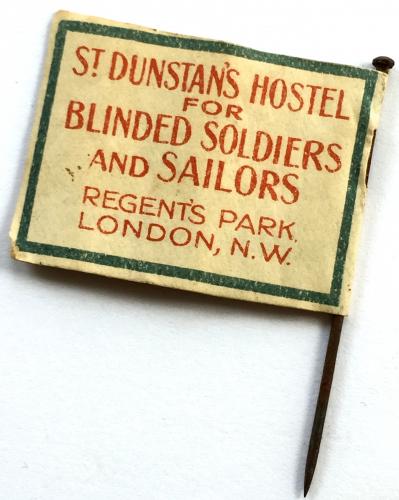 ST DUNSTAN'S HOSTEL
FOR
BLINDED SOLDIERS
AND SAILORS
REGENT'S PARK,
LONDON, N.W.